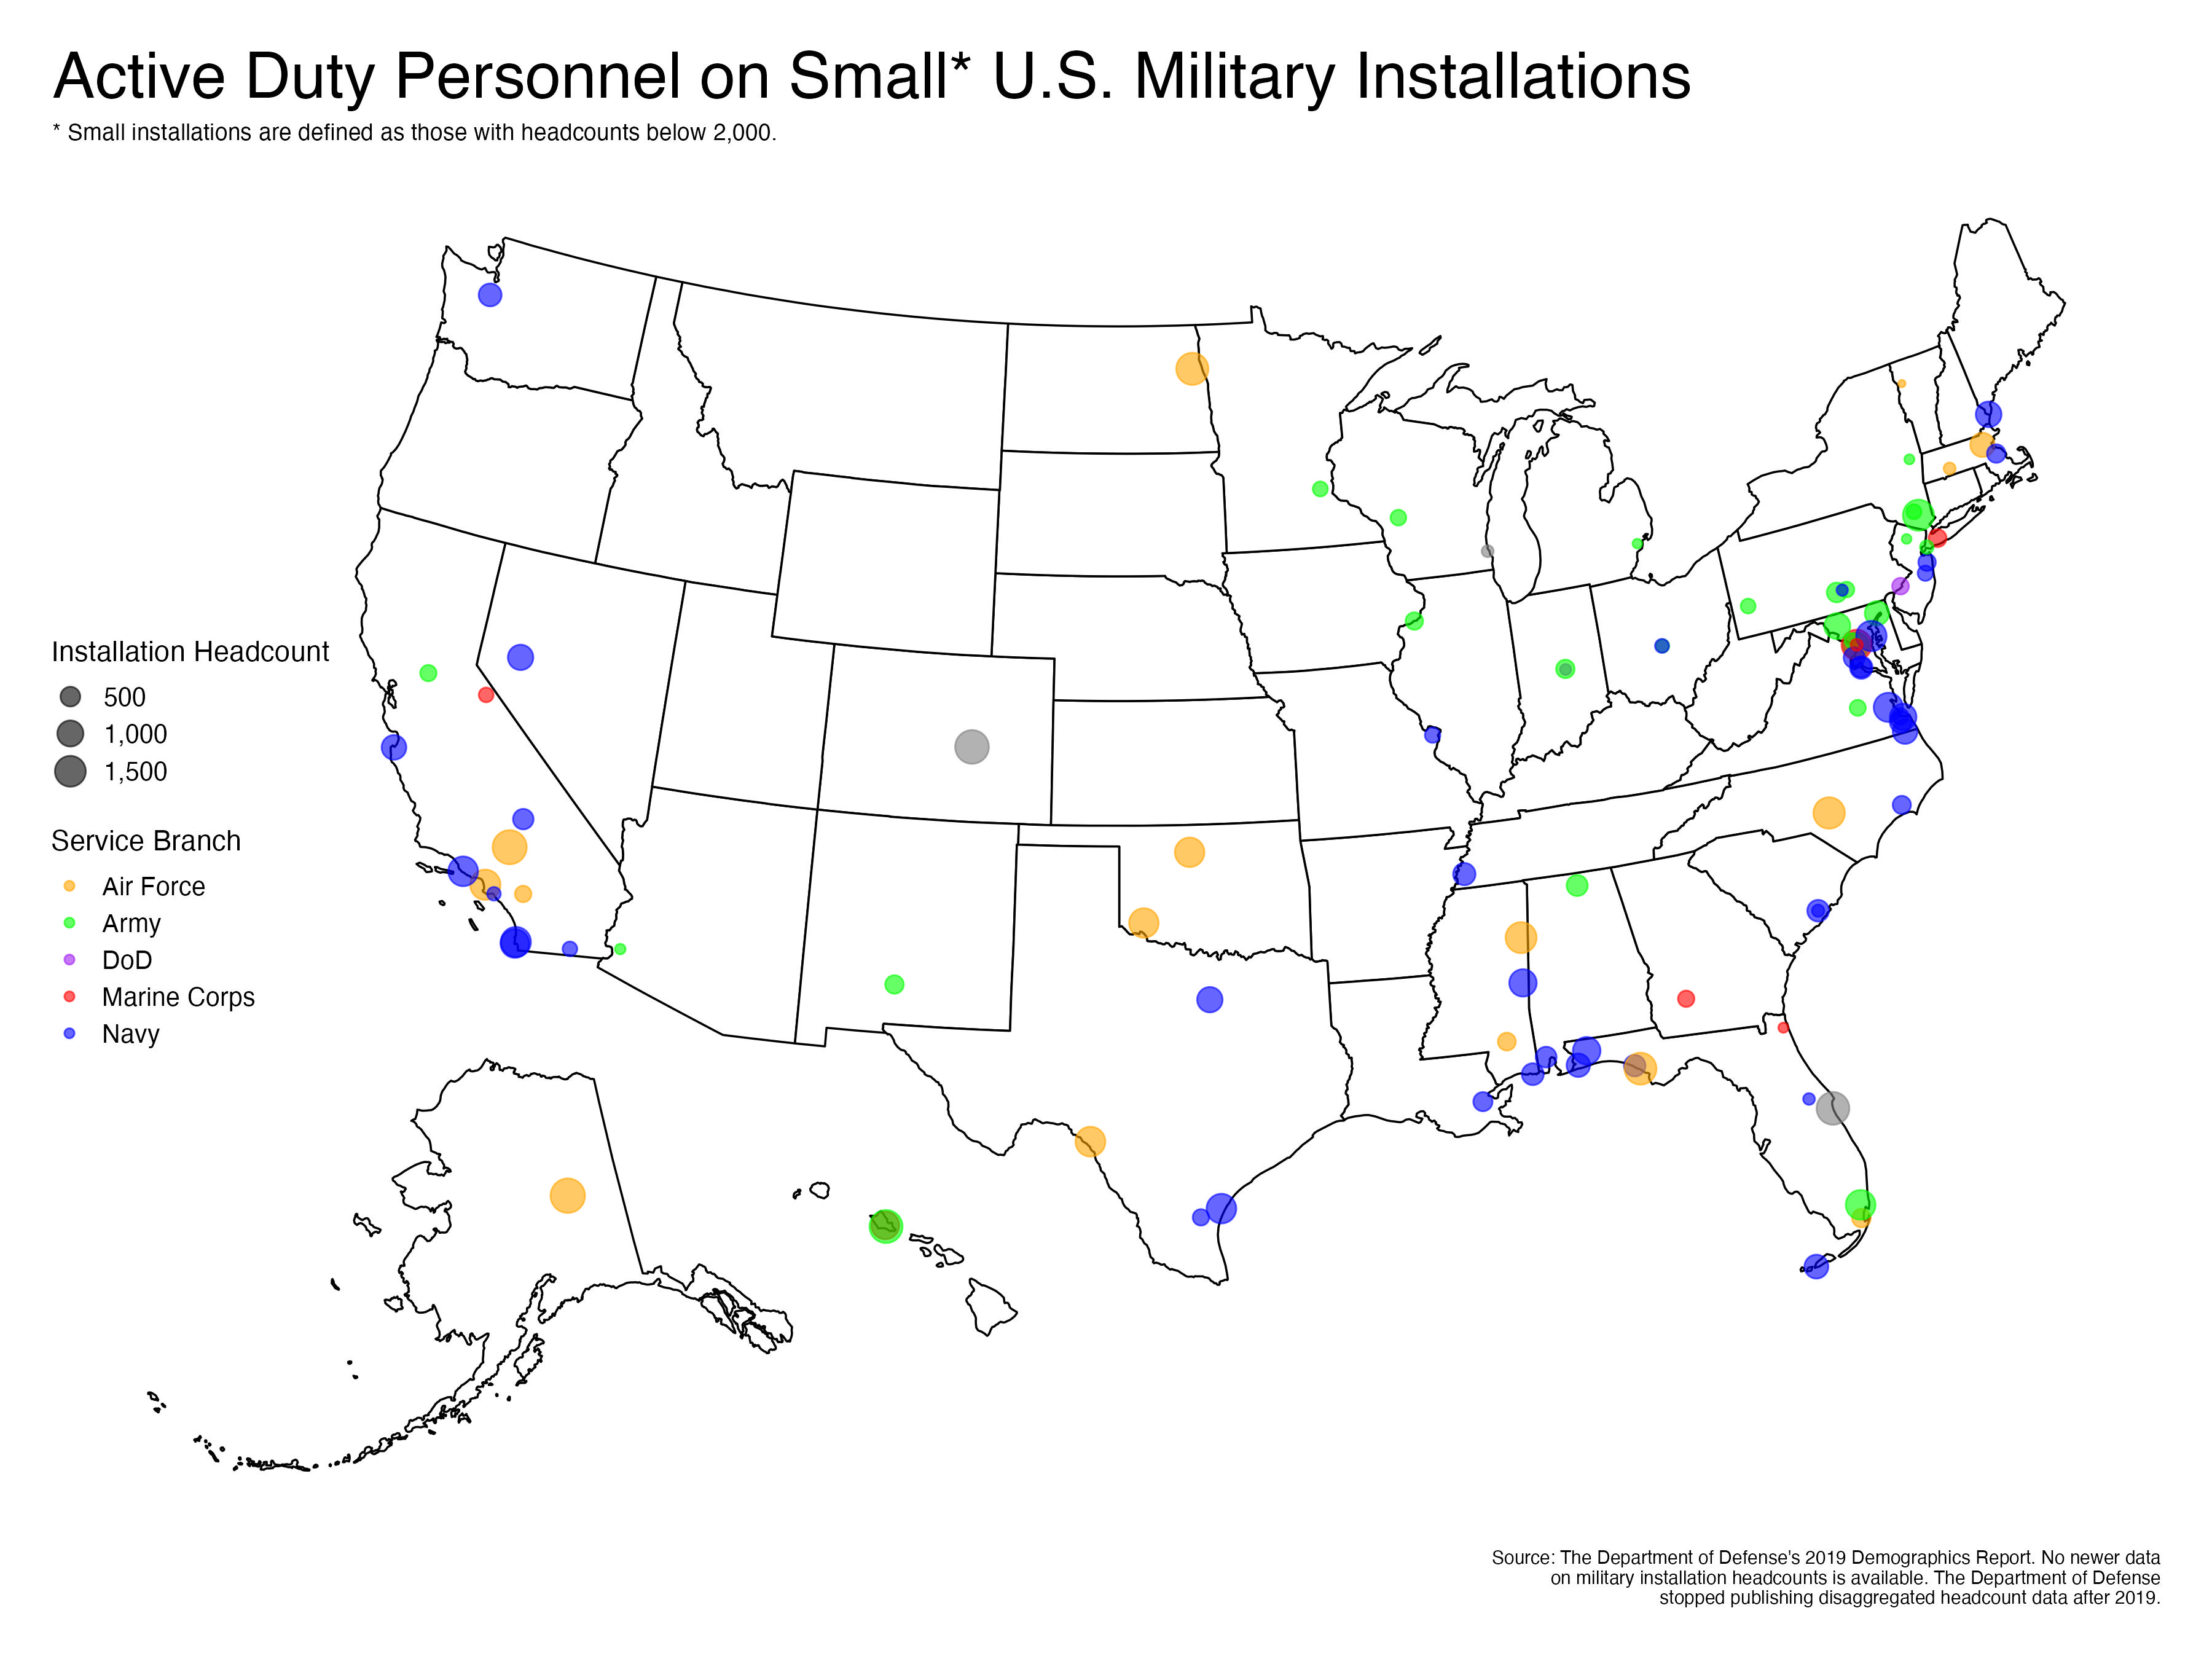 Active Duty Personnel on Small* U.S. Military Installations
* Small installations are defined as those with headcounts below 2,000.
Installation Headcount
500
1,000
1,500
Service Branch
Air Force
Army
DoD
Marine Corps
Navy
Source: The Department of Defense's 2019 Demographics Report. No newer data
on military installation headcounts is available. The Department of Defense
stopped publishing disaggregated headcount data after 2019.